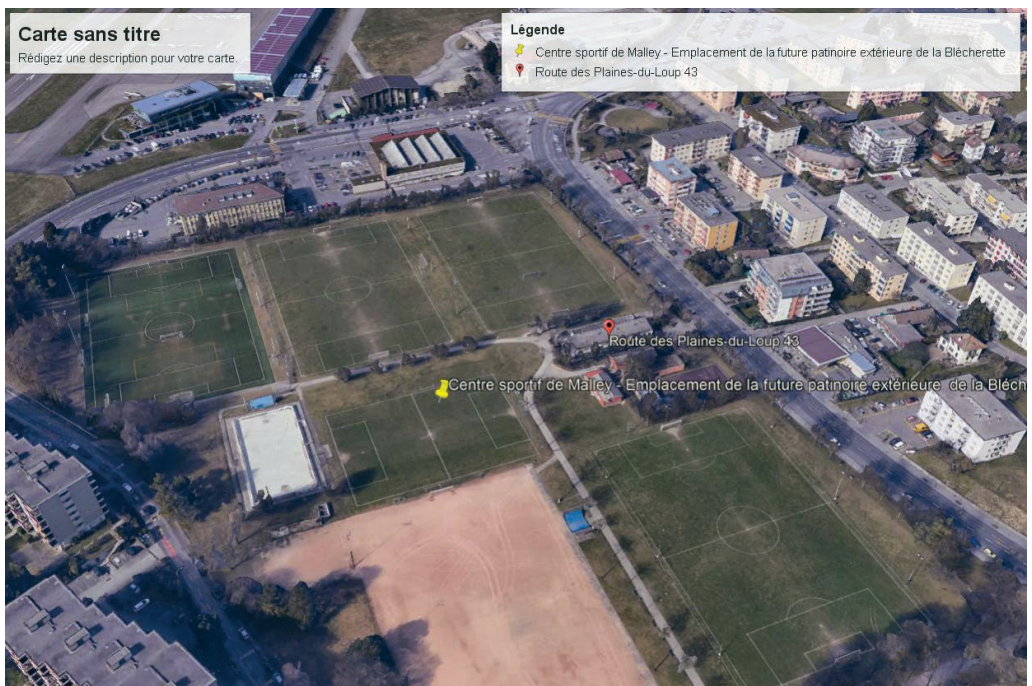 Carte sans titre
Rédigez une description pour votre carte.
Légende
Centre sportif de Malley - Emplacement de la future patinoire extérieure de la Blécherette
Route des Plaines-du-Loup 43
Route des Plaines-du-Loup 43
Centre sportif de Malley - Emplacement de la future patinoire extérieure de la Bléch